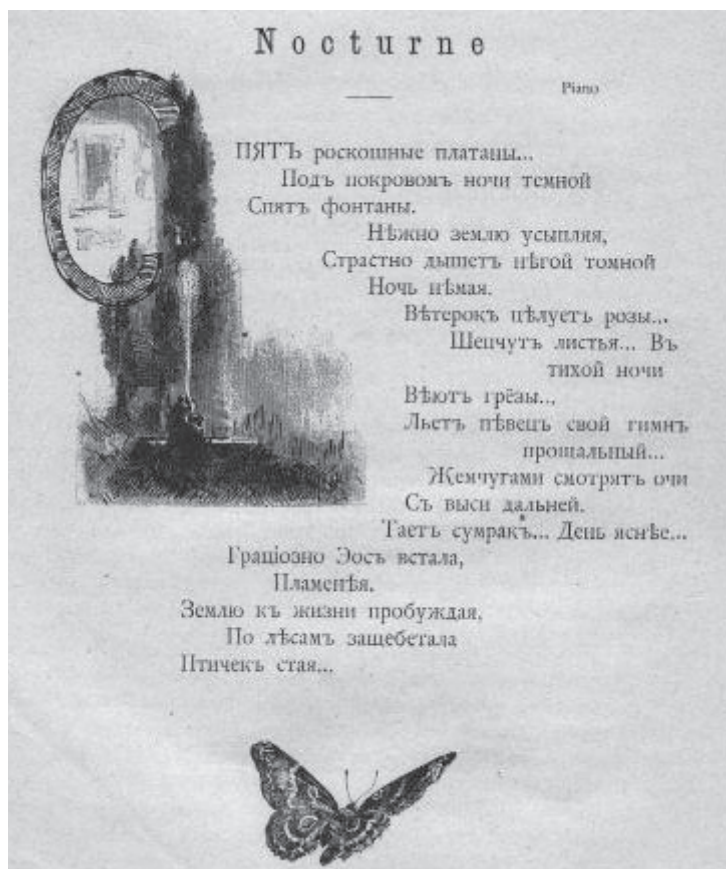 Nocturne
Piano
ПЯТЪ роскошные платаны...
Подъ покровомъ ночи темной
Спятъ фонтаны.
Нѣжно землю усыпляя,
Страстно дышетъ нѣгой томной
Ночь нѣмая.
Вѣтерокъ цѣлуетъ розы...
Шепчутъ листья... Въ
тихой ночи
Вѣютъ грёзы...
Льетъ пѣвецъ свой гимнъ
прощальный...
Жемчугами смотрятъ очи
Съ выси дальней.
Таетъ сумракъ... День яснѣе...
Граціозно Эосъ встала,
Пламенѣя.
Землю къ жизни пробуждая,
По лѣсамъ защебетала
Птичекъ стая...